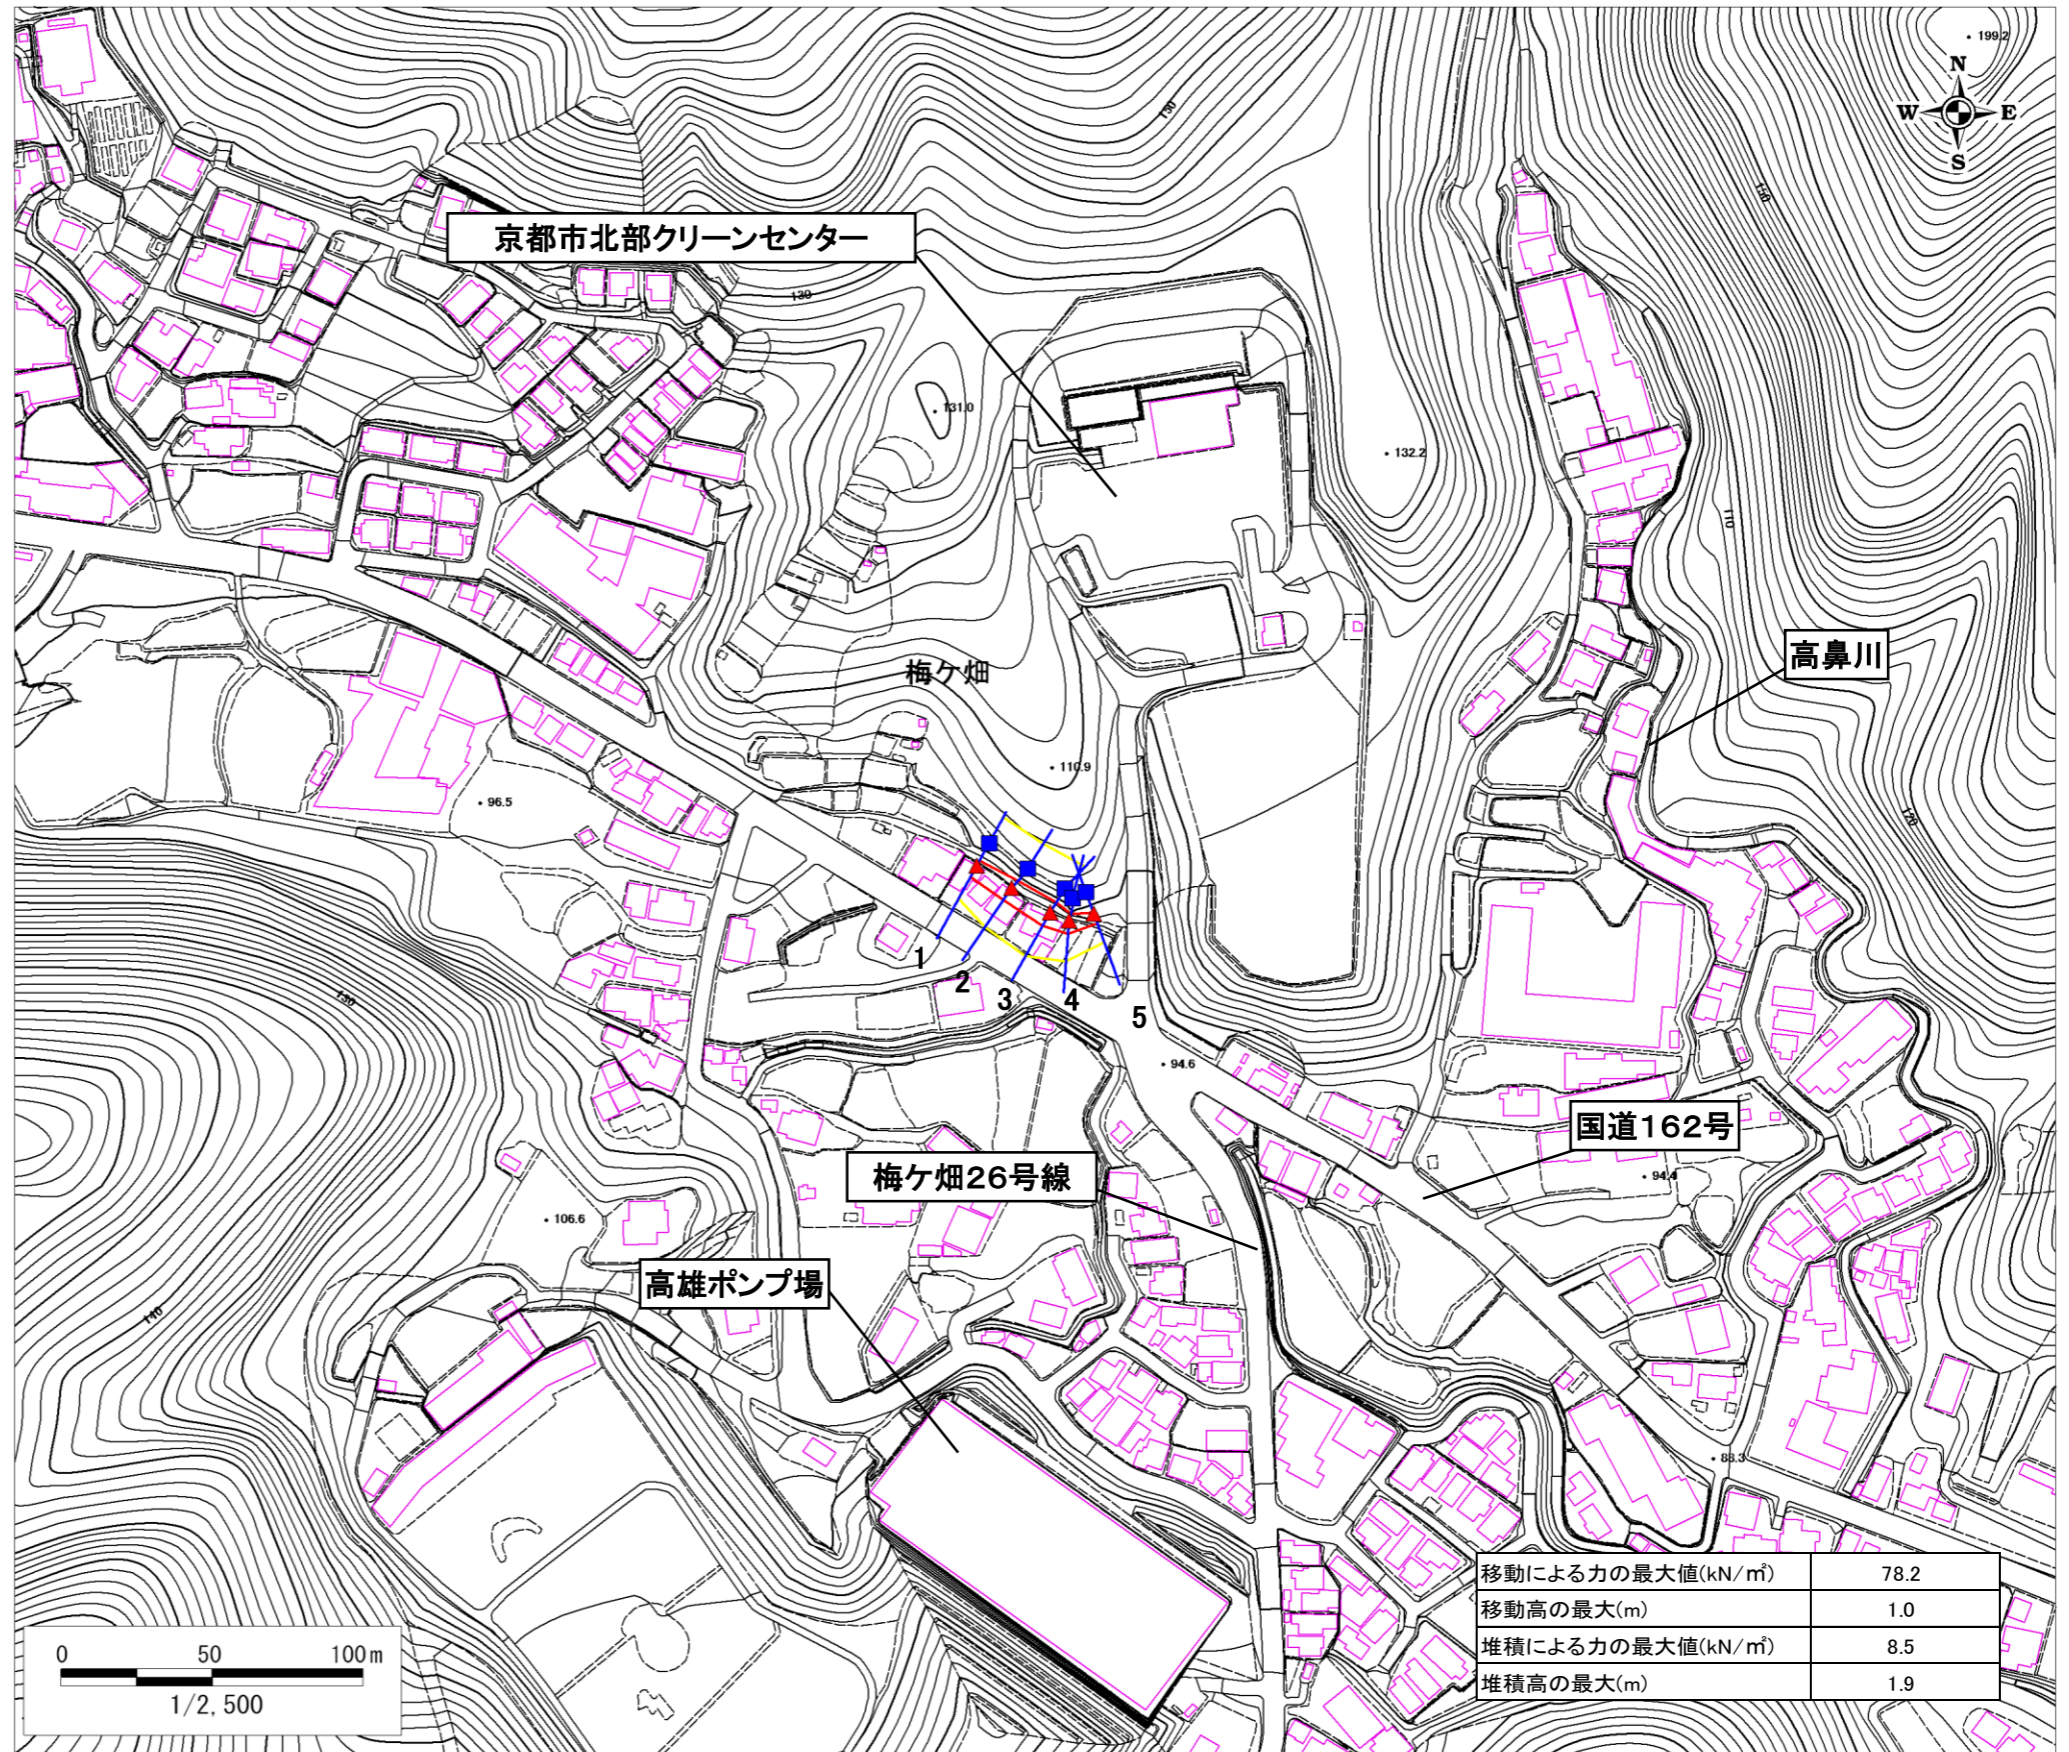 199.2
N
W E
S
150
150
京都市北部クリーンセンター
130
131.0
132.2
110
高鼻川
梅ケ畑
110.9
96.5
120
1
2
3
4
5
130
94.6
国道162号
94.4
梅ケ畑26号線
106.6
高雄ポンプ場
140
88.3
移動による力の最大値(kN/㎡) 78.2
移動高の最大(m) 1.0
堆積による力の最大値(kN/㎡) 8.5
堆積高の最大(m) 1.9
0 50 100m
1/2,500